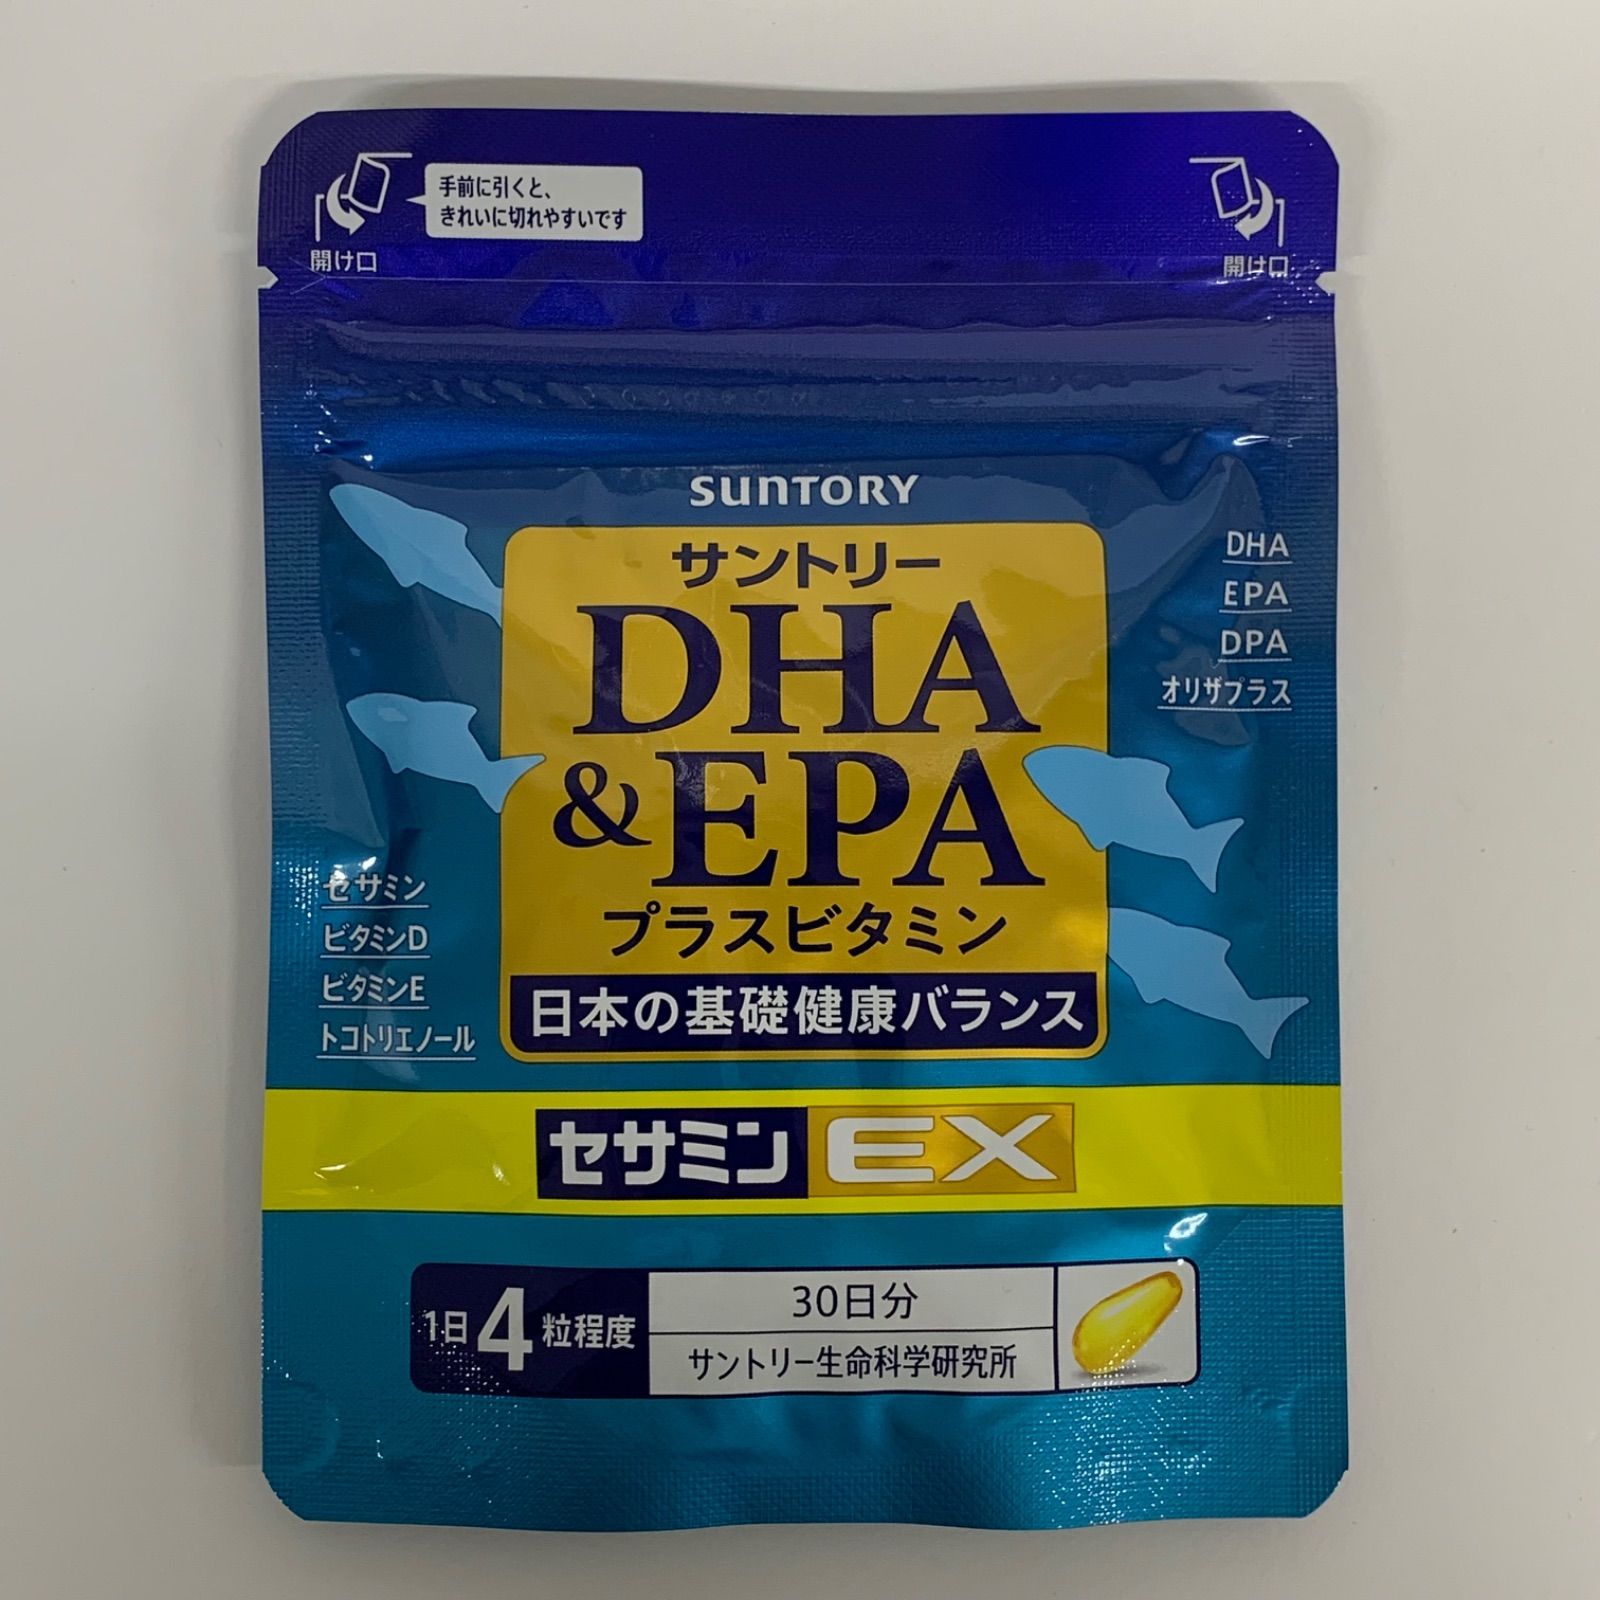 手前に引くと、
きれいに切れやすいです
開け口
開け口
SUNTORY
サントリー
DHA
&EPA
プラスビタミン
日本の基礎健康バランス
DHA
EPA
DPA
オリザプラス
セサミン
ビタミンD
ビタミンE
トコトリエノール
セサミンEX
1日4粒程度
30日分
サントリー生命科学研究所